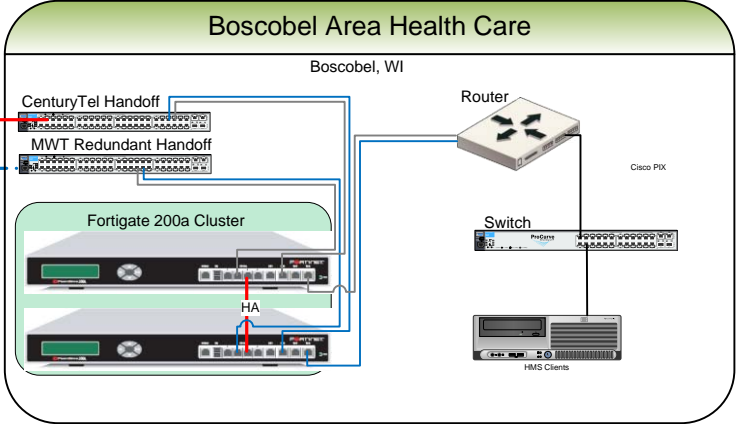 Boscobel Area Health Care
Boscobel, WI
CenturyTel Handoff
MWT Redundant Handoff
Router
Cisco PIX
Fortigate 200a Cluster
Switch
ProCurve
HA
HMS Clients